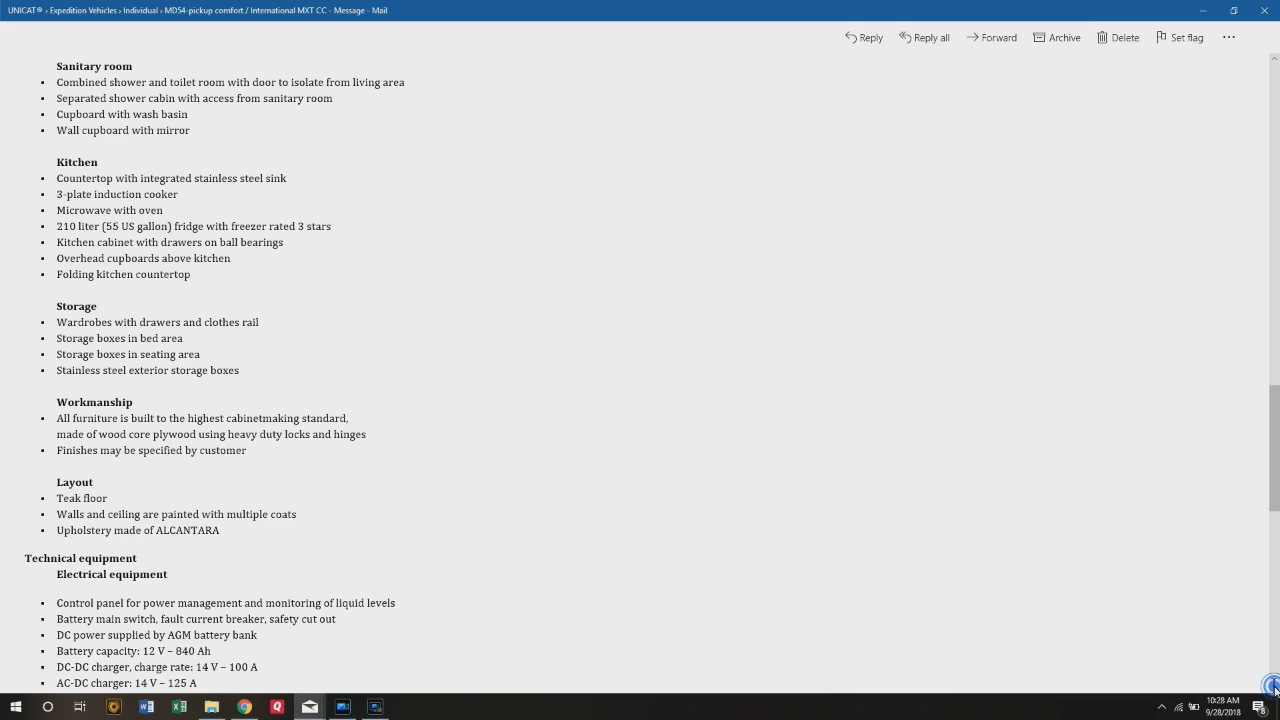 UNICAT® › Expedition Vehicles › Individual › MD54-pickup comfort / International MXT CC - Message - Mail
Reply Reply all Forward Archive Delete Set flag
Sanitary room
▪ Combined shower and toilet room with door to isolate from living area
▪ Separated shower cabin with access from sanitary room
▪ Cupboard with wash basin
▪ Wall cupboard with mirror
Kitchen
▪ Countertop with integrated stainless steel sink
▪ 3-plate induction cooker
▪ Microwave with oven
▪ 210 liter (55 US gallon) fridge with freezer rated 3 stars
▪ Kitchen cabinet with drawers on ball bearings
▪ Overhead cupboards above kitchen
▪ Folding kitchen countertop
Storage
▪ Wardrobes with drawers and clothes rail
▪ Storage boxes in bed area
▪ Storage boxes in seating area
▪ Stainless steel exterior storage boxes
Workmanship
▪ All furniture is built to the highest cabinetmaking standard,
made of wood core plywood using heavy duty locks and hinges
▪ Finishes may be specified by customer
Layout
▪ Teak floor
▪ Walls and ceiling are painted with multiple coats
▪ Upholstery made of ALCANTARA
Technical equipment
Electrical equipment
▪ Control panel for power management and monitoring of liquid levels
▪ Battery main switch, fault current breaker, safety cut out
▪ DC power supplied by AGM battery bank
▪ Battery capacity: 12 V – 840 Ah
▪ DC-DC charger, charge rate: 14 V – 100 A
▪ AC-DC charger: 14 V – 125 A
10:28 AM
9/28/2018
8